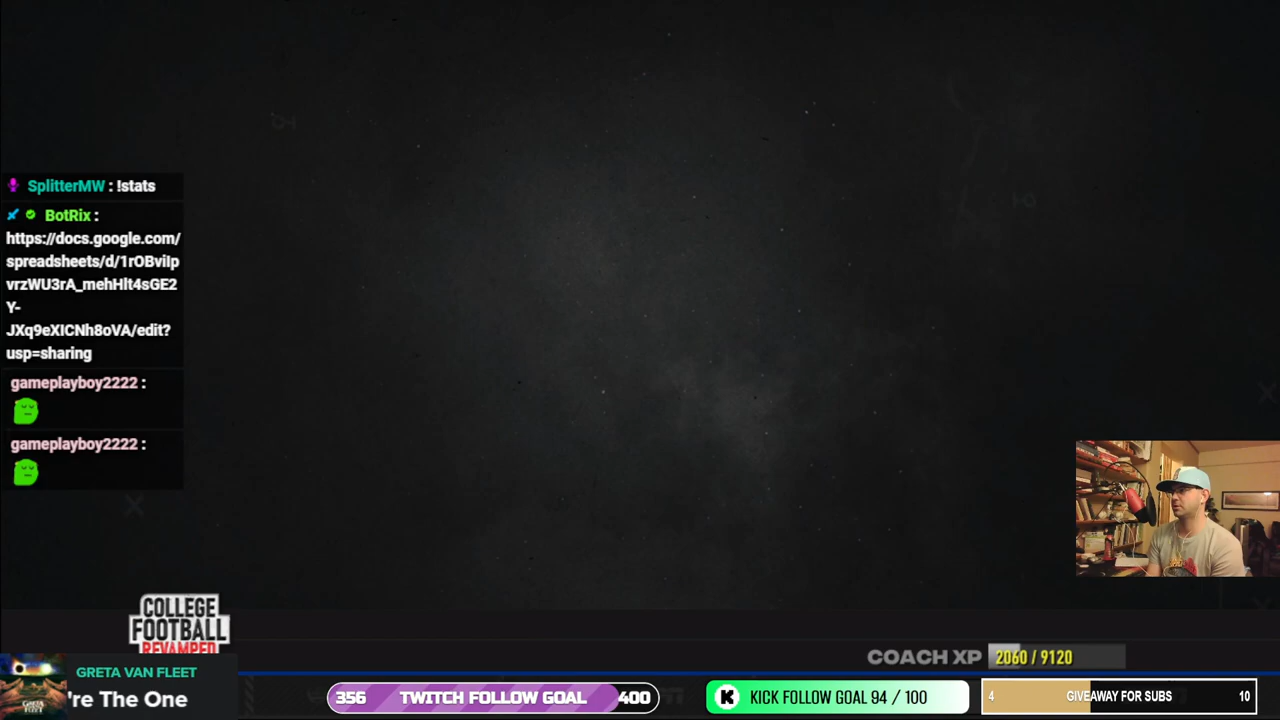 SplitterMW : !stats
BotRix :
https://docs.google.com/
spreadsheets/d/1rOBviIp
vrzWU3rA_mehHlt4sGE2
Y-
JXq9eXICNh8oVA/edit?
usp=sharing
gameplayboy2222 :
gameplayboy2222 :
COLLEGE
FOOTBALL
REVAMPED
COACH XP 2060 / 9120
GRETA VAN FLEET
're The One
356 TWITCH FOLLOW GOAL 400
KICK FOLLOW GOAL 94 / 100
4 GIVEAWAY FOR SUBS 10